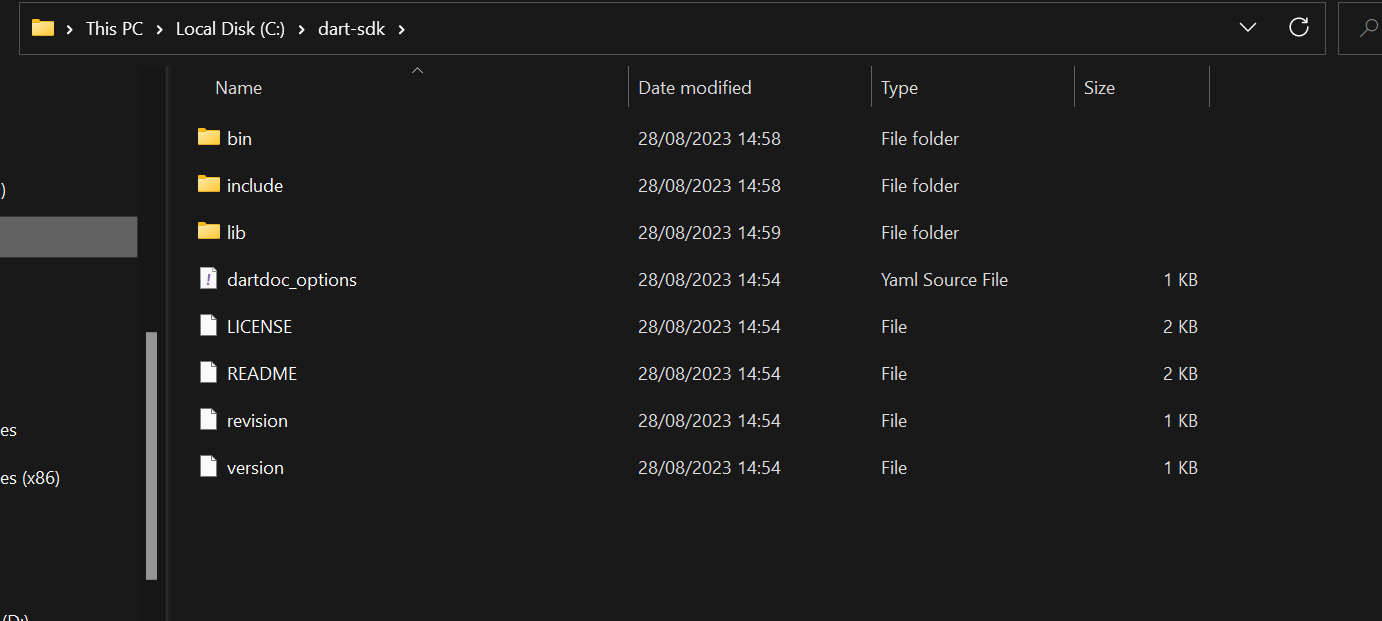 This PC > Local Disk (C:) > dart-sdk >
Name Date modified Type Size
bin 28/08/2023 14:58 File folder
)
include 28/08/2023 14:58 File folder
lib 28/08/2023 14:59 File folder
dartdoc_options 28/08/2023 14:54 Yaml Source File 1 KB
LICENSE 28/08/2023 14:54 File 2 KB
README 28/08/2023 14:54 File 2 KB
es
revision 28/08/2023 14:54 File 1 KB
es (x86)
version 28/08/2023 14:54 File 1 KB
(D:)